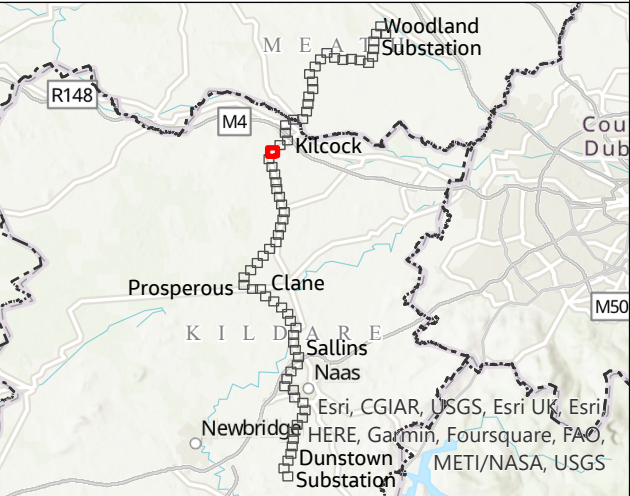 Woodland
Substation
MEATH
R148
M4
Kilcock
Cou
Dub
Prosperous
Clane
M50
KILDARE
Sallins
Naas
Esri, CGIAR, USGS, Esri UK, Esri,
Newbridge
HERE, Garmin, Foursquare, FAO,
METI/NASA, USGS
Dunstown
Substation